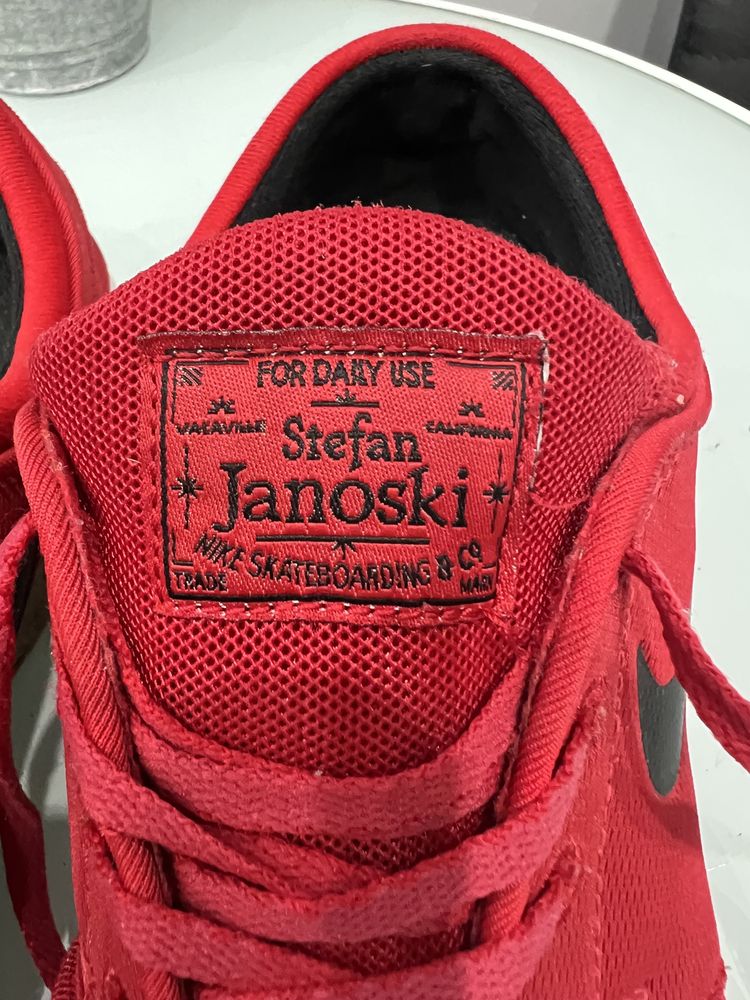 FOR DAILY USE
VACAVILLE CALIFORNIA
Stefan
Janoski
NIKE SKATEBOARDING & CO
TRADE MARK